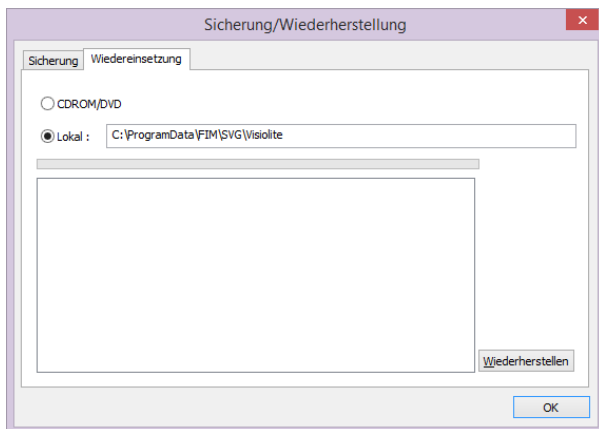 Sicherung/Wiederherstellung
Sicherung
Wiedereinsetzung
CDROM/DVD
Lokal :
C:\ProgramData\FIM\SVG\Visiolite
Wiederherstellen
OK